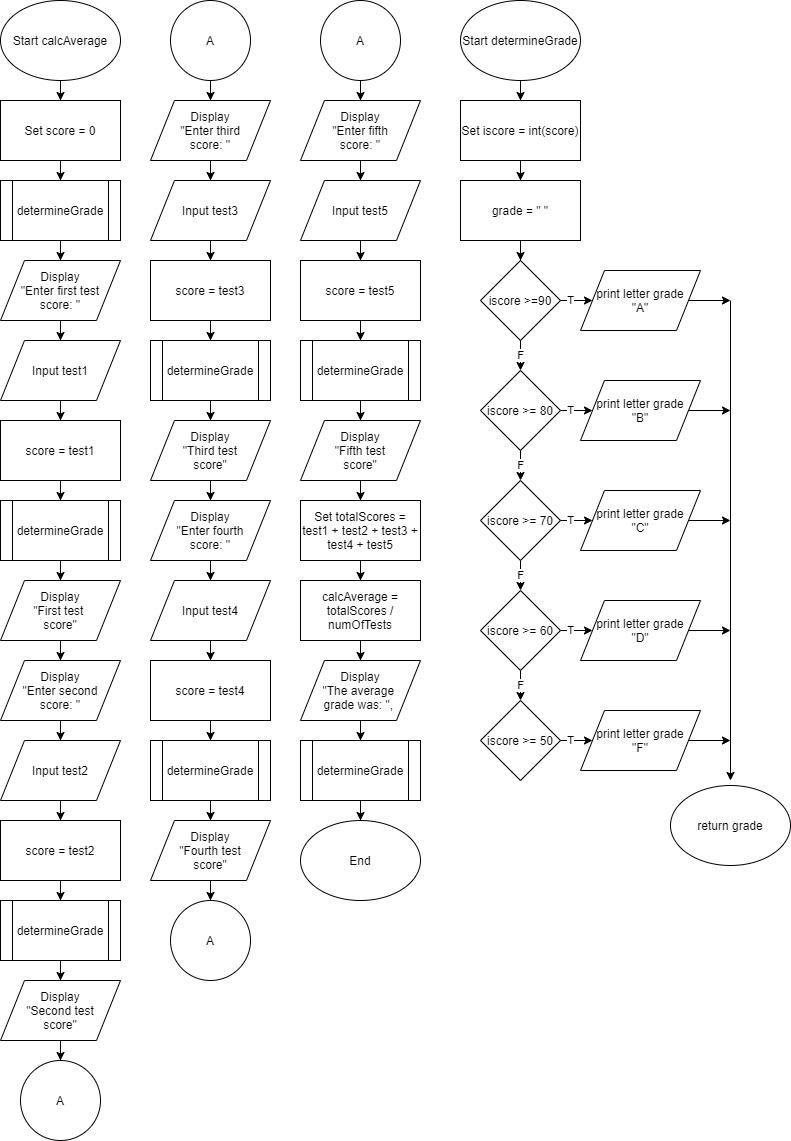 Start calcAverage
Set score = 0
determineGrade
Display
"Enter first test
score: "
Input test1
score = test1
determineGrade
Display
"First test
score"
Display
"Enter second
score: "
Input test2
score = test2
determineGrade
Display
"Second test
score"
A
A
Display
"Enter third
score: "
Input test3
score = test3
determineGrade
Display
"Third test
score"
Display
"Enter fourth
score: "
Input test4
score = test4
determineGrade
Display
"Fourth test
score"
A
A
Display
"Enter fifth
score: "
Input test5
score = test5
determineGrade
Display
"Fifth test
score"
Set totalScores =
test1 + test2 + test3 +
test4 + test5
calcAverage =
totalScores /
numOfTests
Display
"The average
grade was: ",
determineGrade
End
Start determineGrade
Set iscore = int(score)
grade = " "
iscore >=90
T
print letter grade
"A"
F
iscore >= 80
T
print letter grade
"B"
F
iscore >= 70
T
print letter grade
"C"
F
iscore >= 60
T
print letter grade
"D"
F
iscore >= 50
T
print letter grade
"F"
return grade